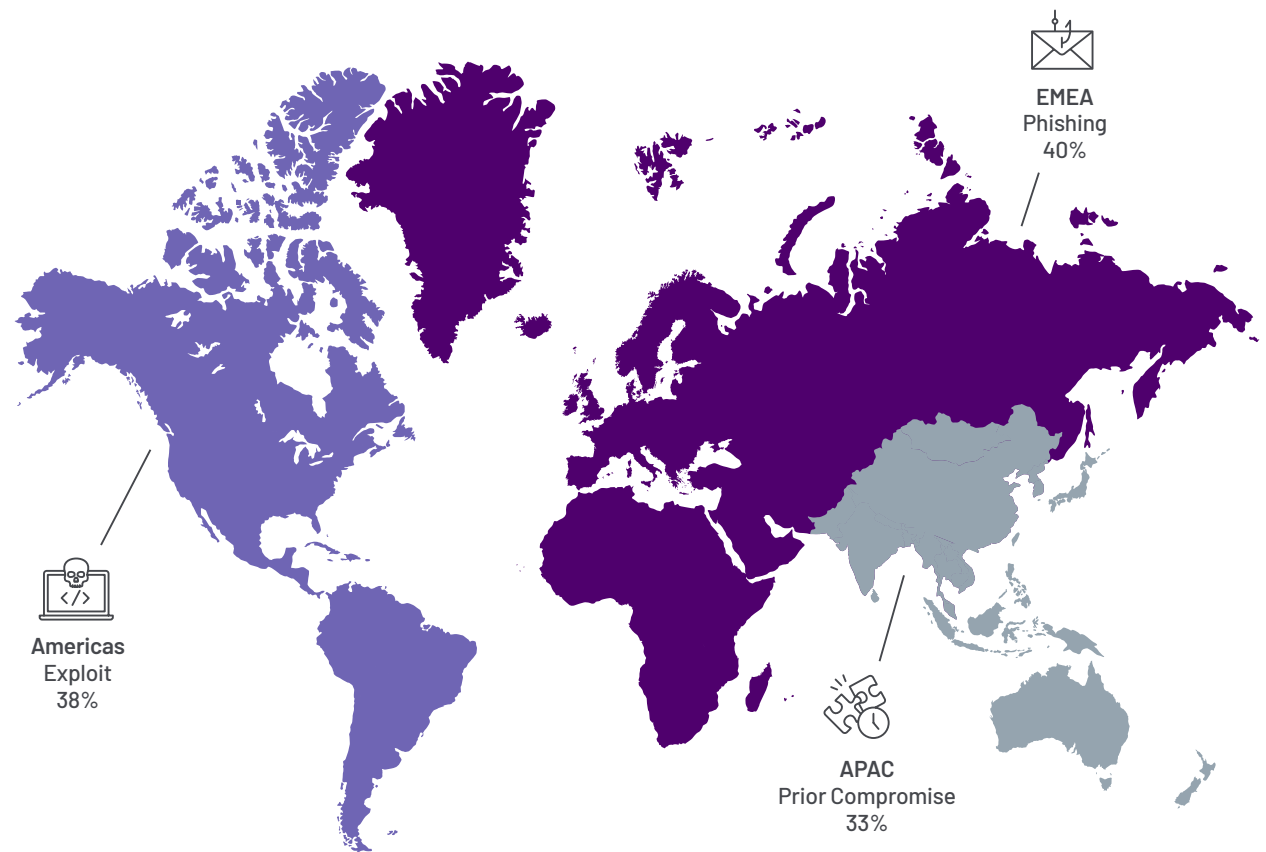 EMEA
Phishing
40%
Americas
Exploit
38%
APAC
Prior Compromise
33%